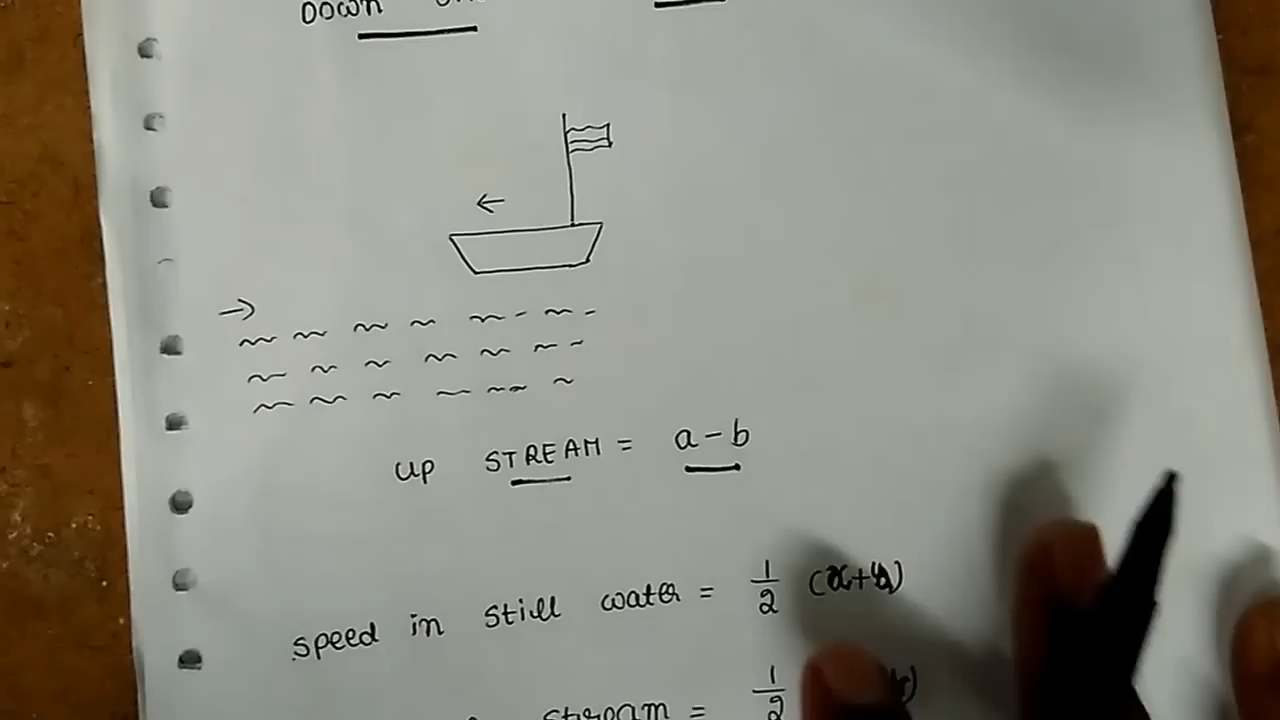 DOWN
UP STREAM = a-b
speed in still water = 1/2 (x+y)
stream = 1/2